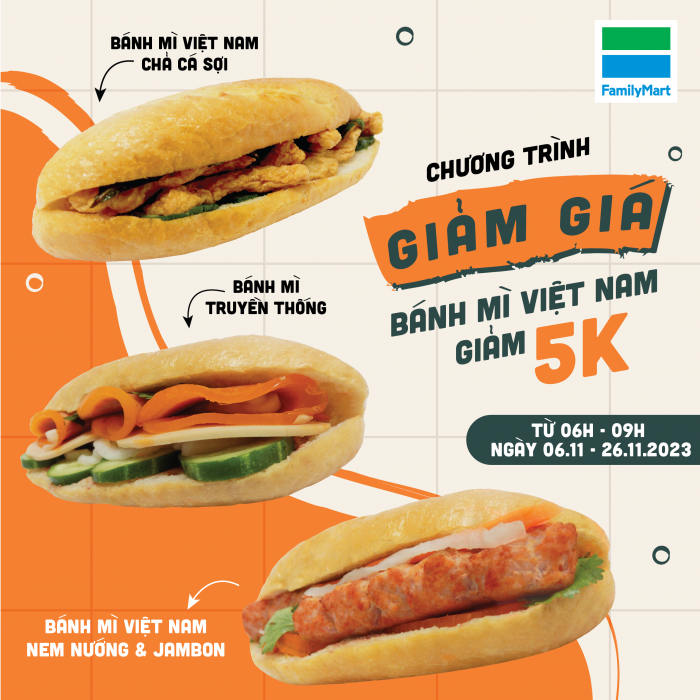 BÁNH MÌ VIỆT NAM
CHẢ CÁ SỢI
FamilyMart
CHƯƠNG TRÌNH
GIẢM GIÁ
BÁNH MÌ VIỆT NAM
GIẢM 5K
BÁNH MÌ
TRUYỀN THỐNG
TỪ 06H - 09H
NGÀY 06.11 - 26.11.2023
BÁNH MÌ VIỆT NAM
NEM NƯỚNG & JAMBON